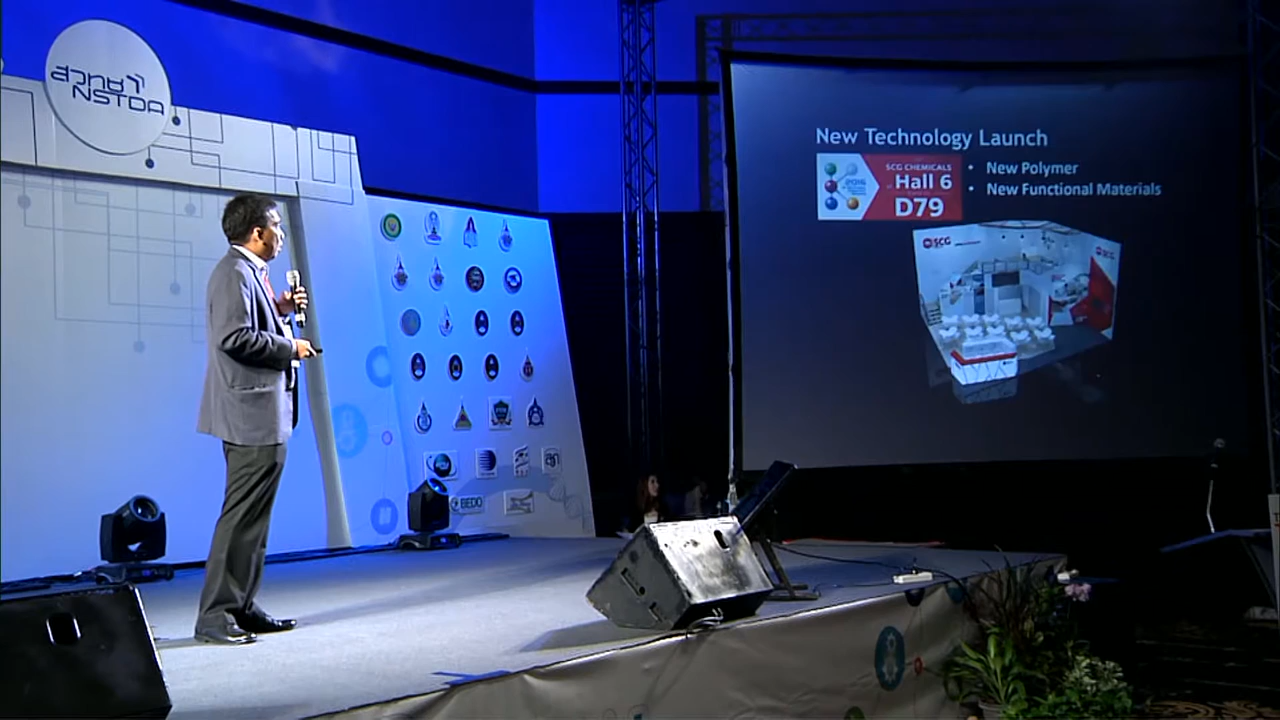 สวทช
NSTDA
New Technology Launch
SCG CHEMICALS
Hall 6
D79
• New Polymer
• New Functional Materials
SCG
SCG
BEDO